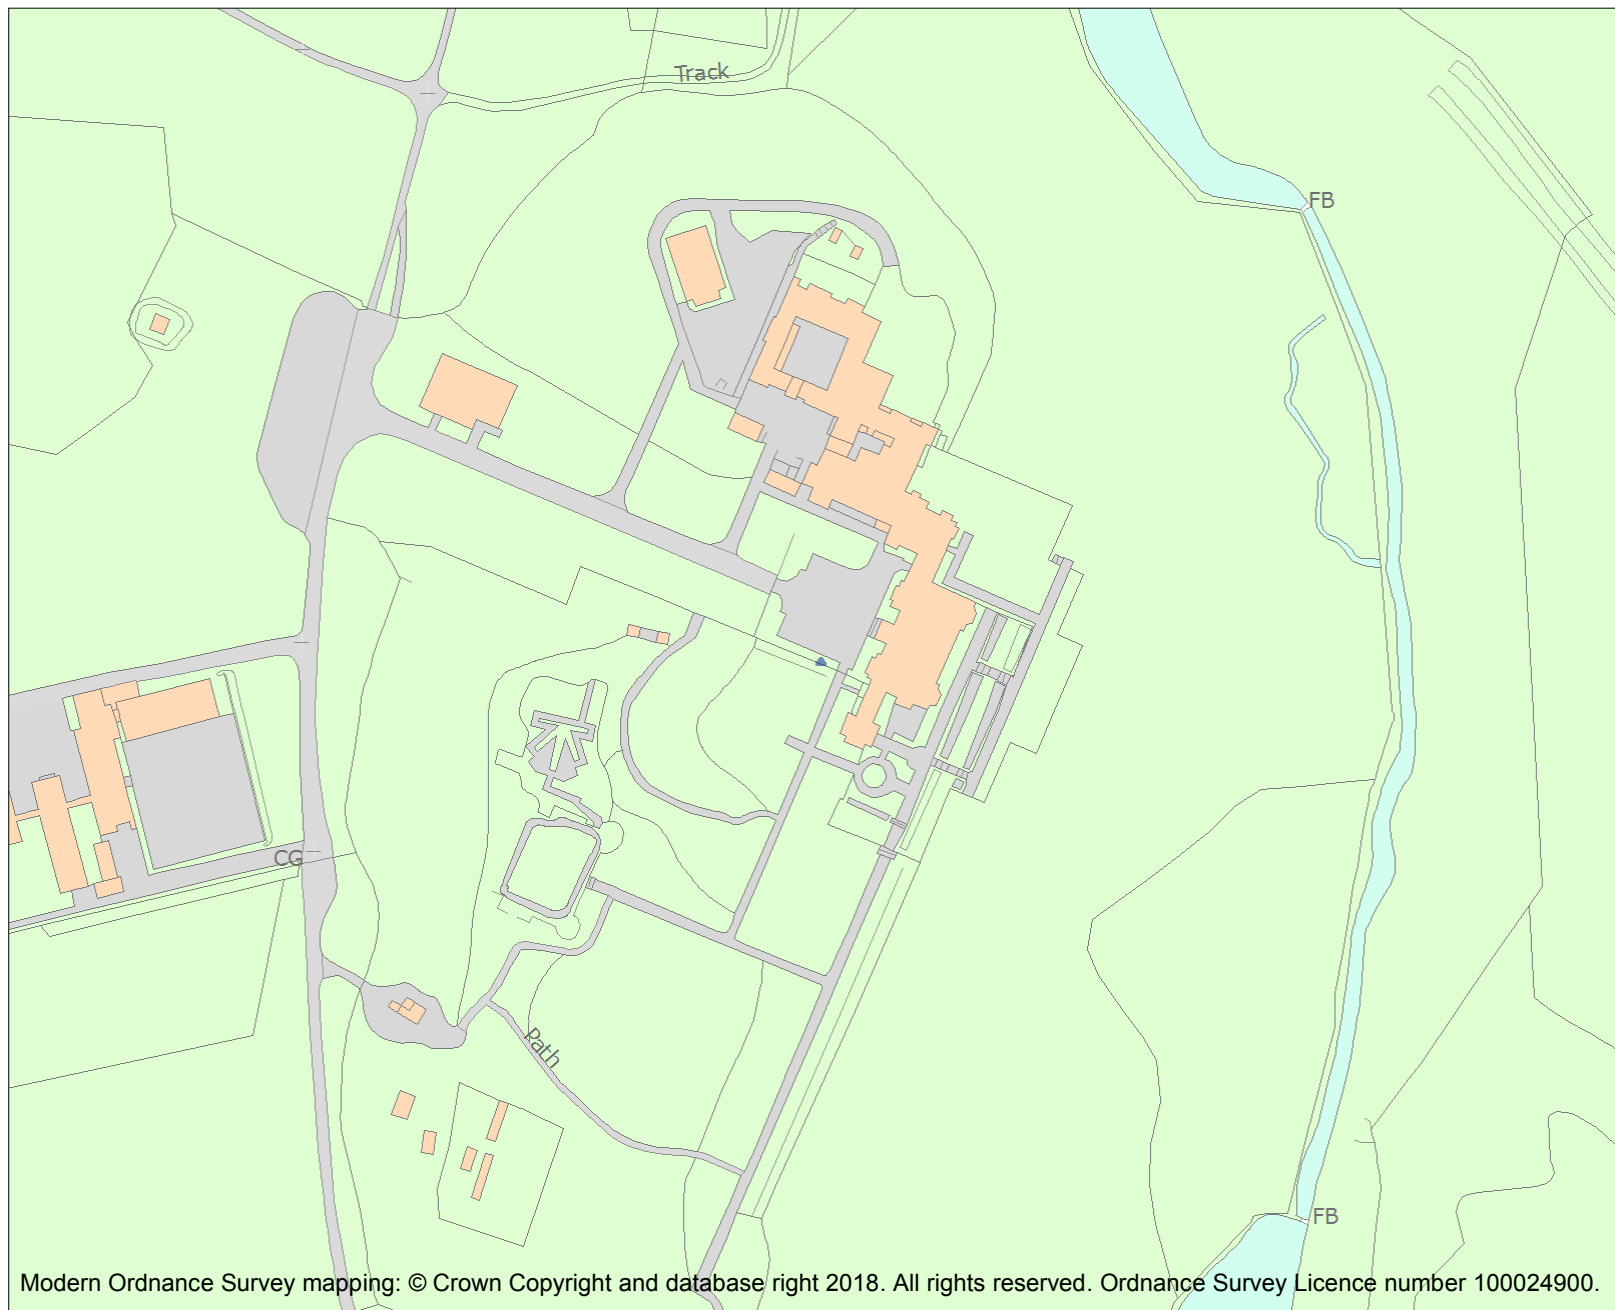 Track
FB
CG
Path
FB
Modern Ordnance Survey mapping: © Crown Copyright and database right 2018. All rights reserved. Ordnance Survey Licence number 100024900.